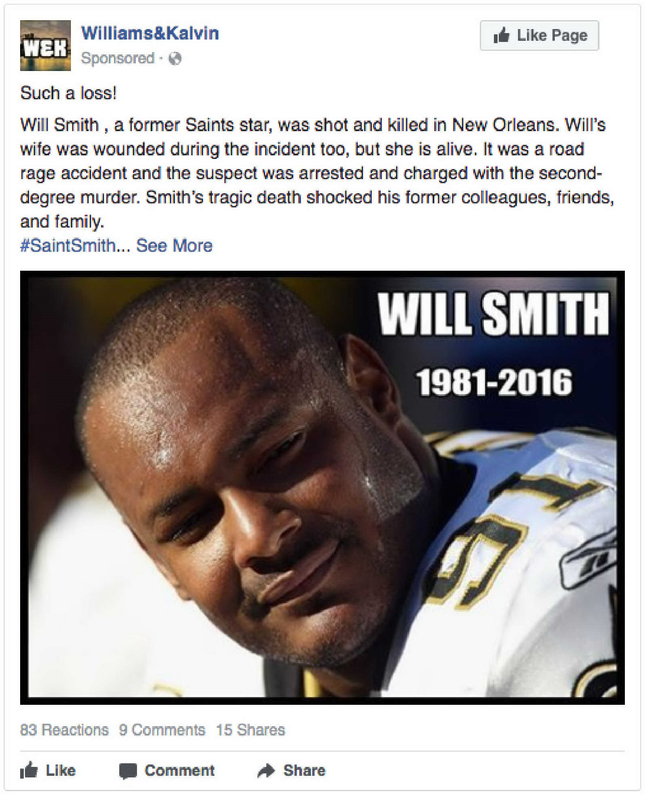 W&K
Williams&Kalvin
Like Page
Sponsored ·
Such a loss!
Will Smith , a former Saints star, was shot and killed in New Orleans. Will's
wife was wounded during the incident too, but she is alive. It was a road
rage accident and the suspect was arrested and charged with the second-
degree murder. Smith's tragic death shocked his former colleagues, friends,
and family.
#SaintSmith... See More
WILL SMITH
1981-2016
91
83 Reactions 9 Comments 15 Shares
Like Comment Share